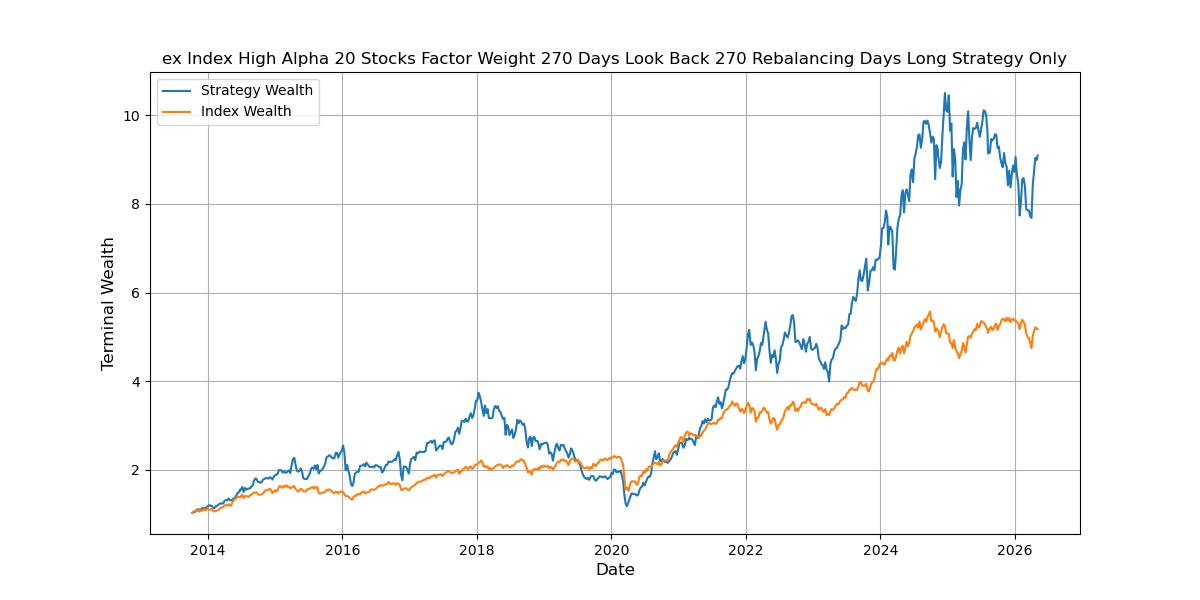 ex Index High Alpha 20 Stocks Factor Weight 270 Days Look Back 270 Rebalancing Days Long Strategy Only
Strategy Wealth
Index Wealth
Terminal Wealth
10
8
6
4
2
2014 2016 2018 2020 2022 2024 2026
Date